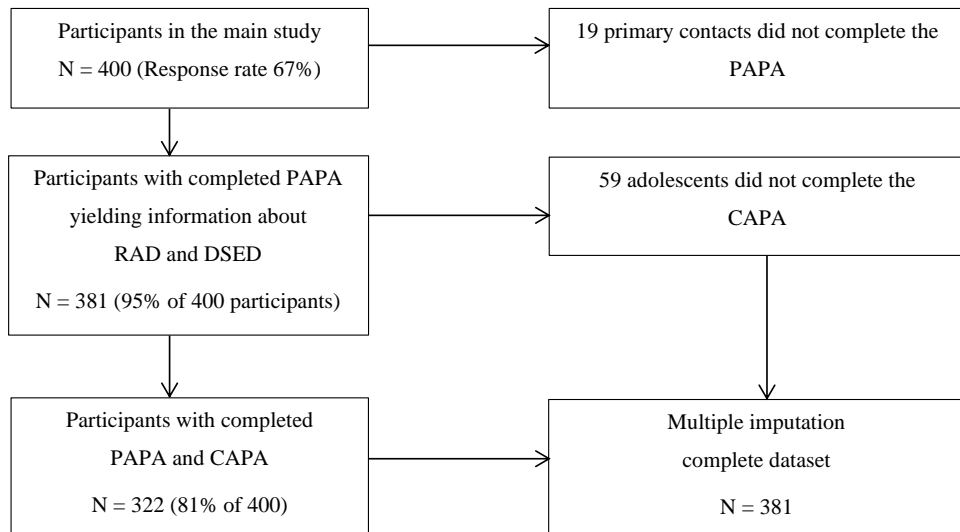 Participants in the main study
N = 400 (Response rate 67%)
19 primary contacts did not complete the
PAPA
Participants with completed PAPA
yielding information about
RAD and DSED
N = 381 (95% of 400 participants)
59 adolescents did not complete the
CAPA
Participants with completed
PAPA and CAPA
N = 322 (81% of 400)
Multiple imputation
complete dataset
N = 381